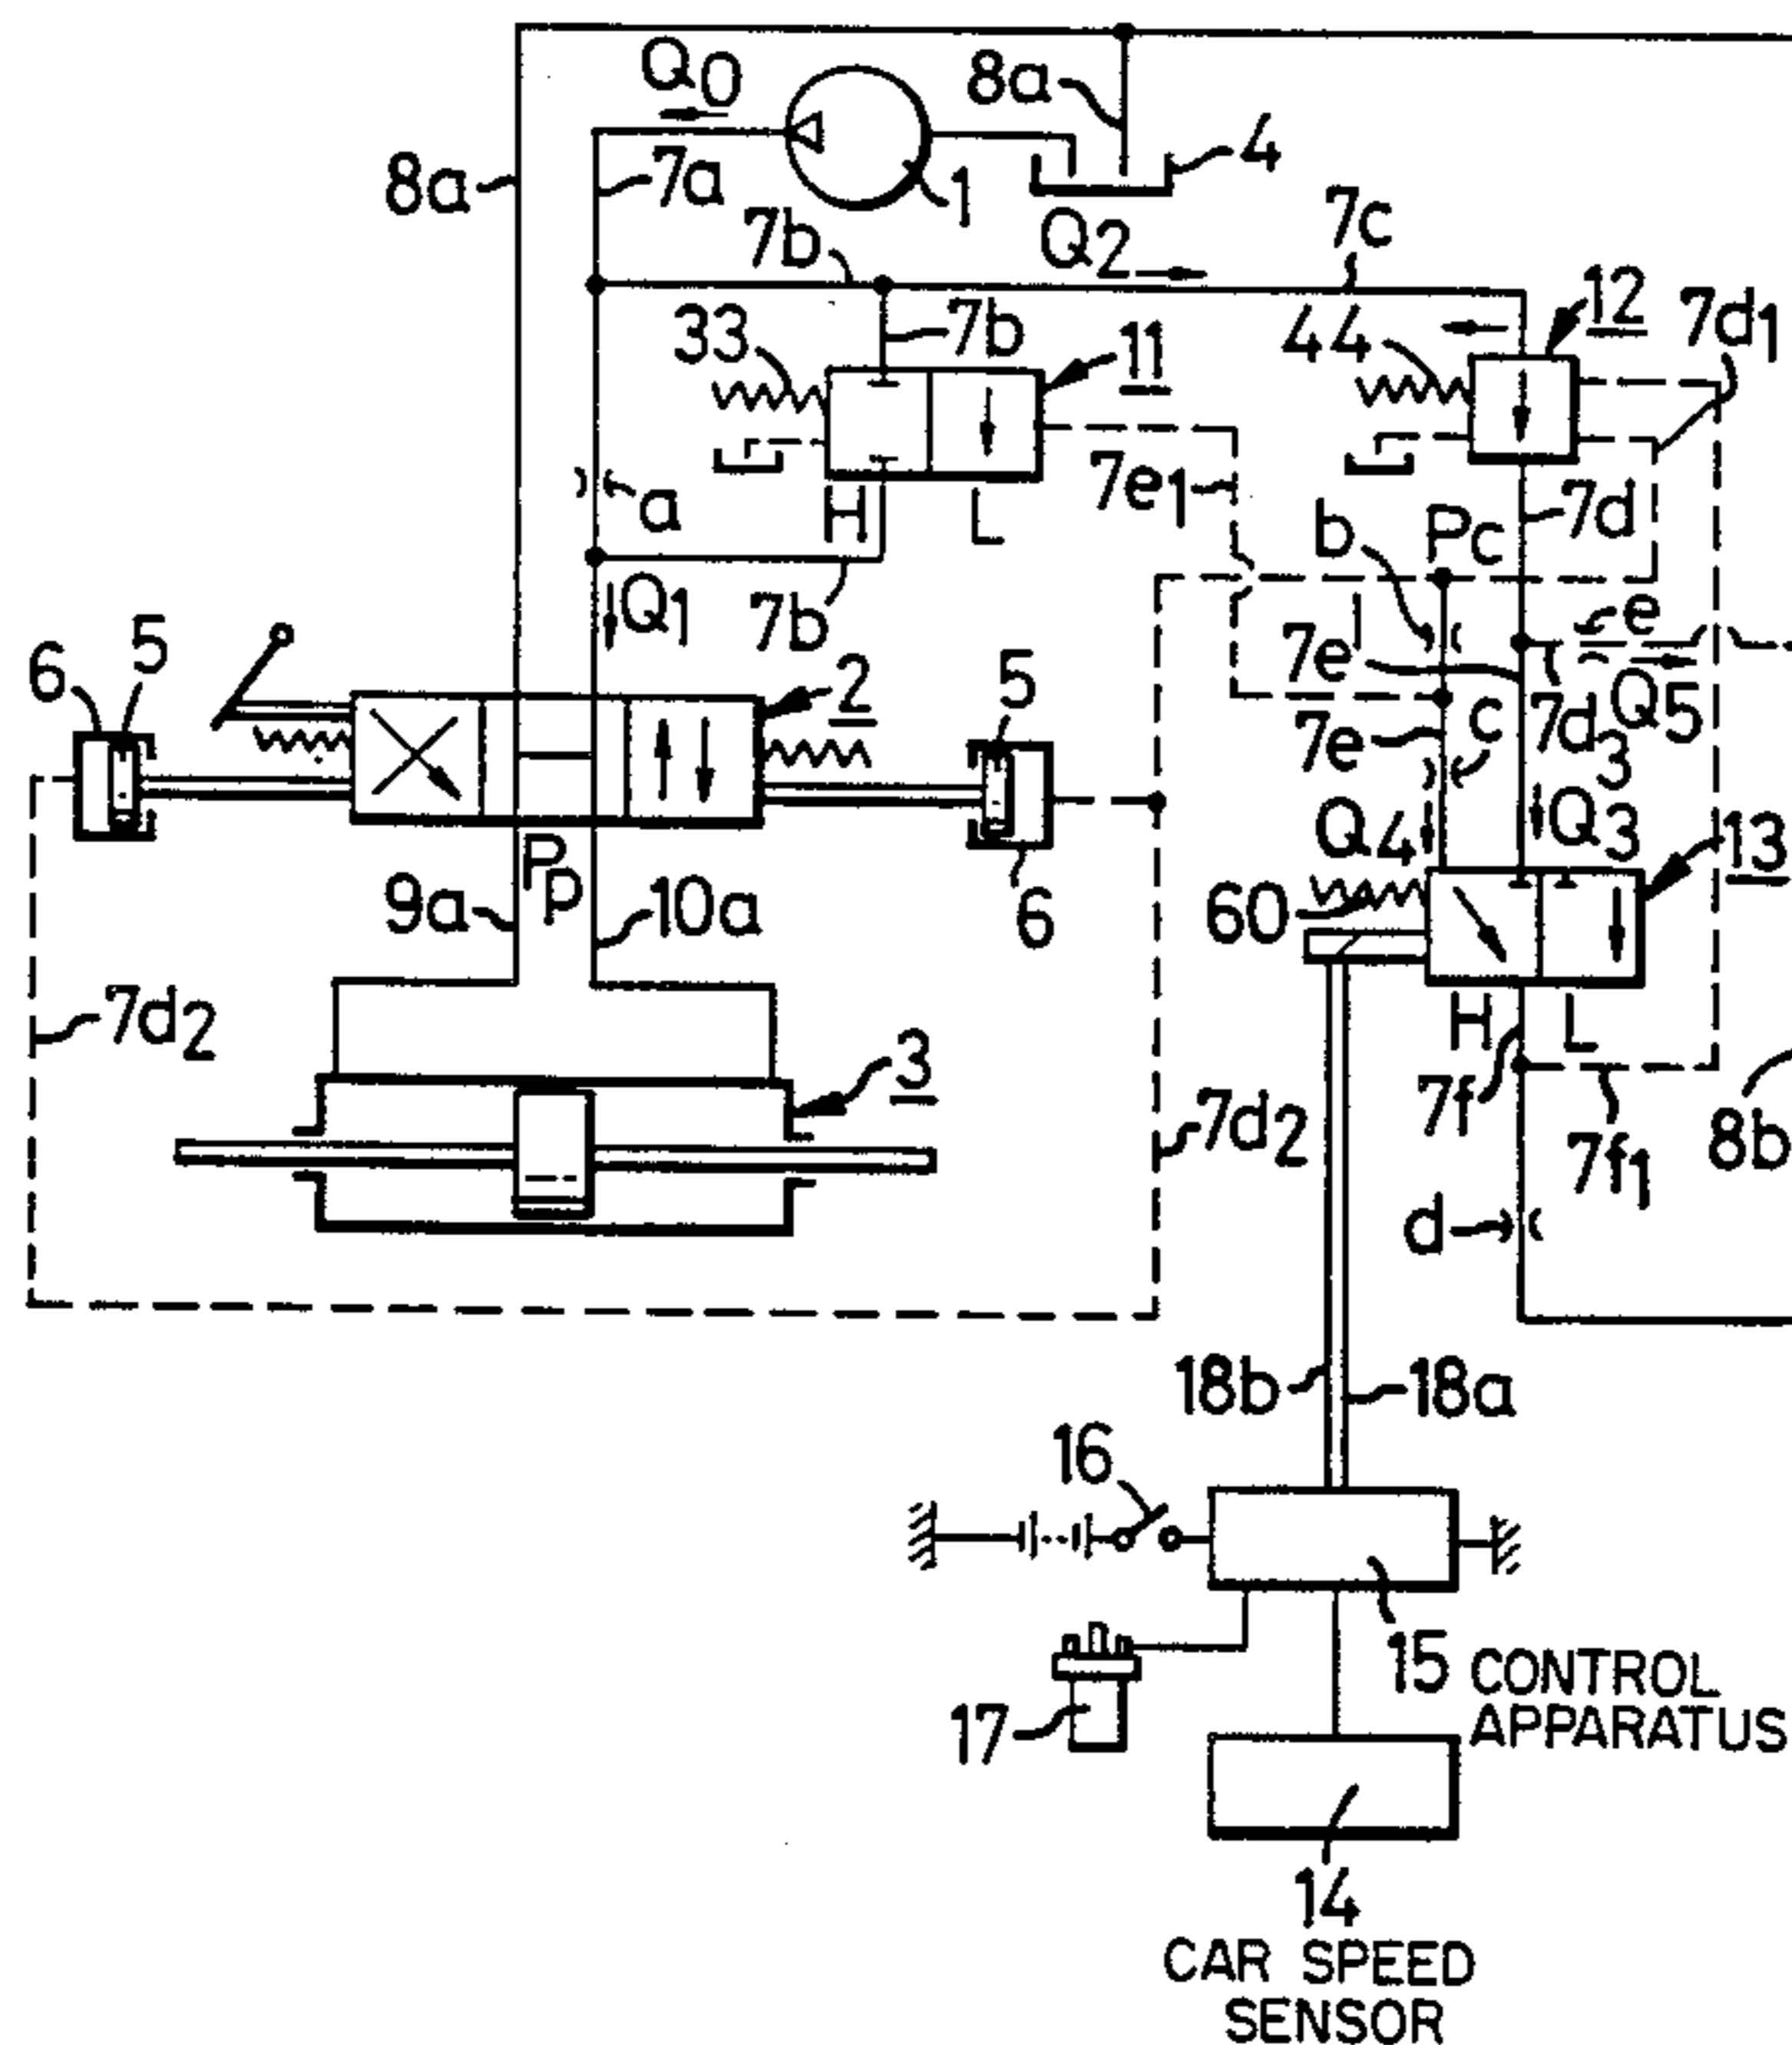 Q0
8a
4
8a
7a
1
7b
Q2
7c
12
7d1
33
7b
11
44
7e1
a
H
L
b
Pc
7d
Q1
7b
7e'
e
6
5
2
5
7e
c
7d3
Q5
Pp
9a
10a
6
Q4
Q3
13
60
7d2
3
H
L
7f
7f1
8b
7d2
d
18b
18a
16
15 CONTROL
APPARATUS
17
14
CAR SPEED
SENSOR